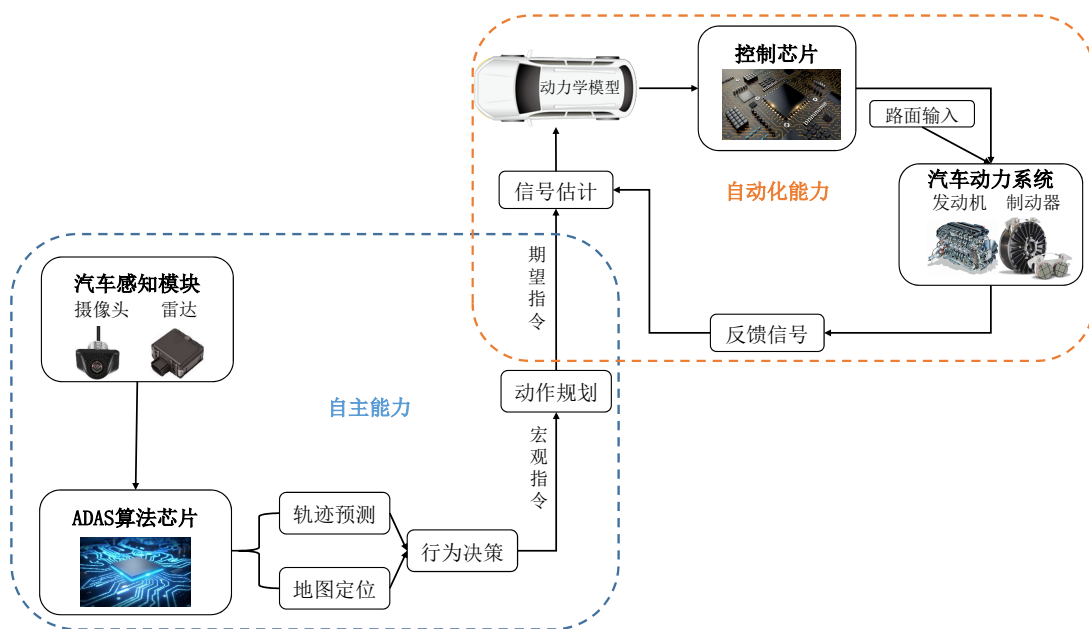 控制芯片
动力学模型
路面输入
信号估计
自动化能力
汽车动力系统
发动机 制动器
期望指令
反馈信号
汽车感知模块
摄像头 雷达
动作规划
自主能力
宏观指令
ADAS算法芯片
轨迹预测
行为决策
地图定位